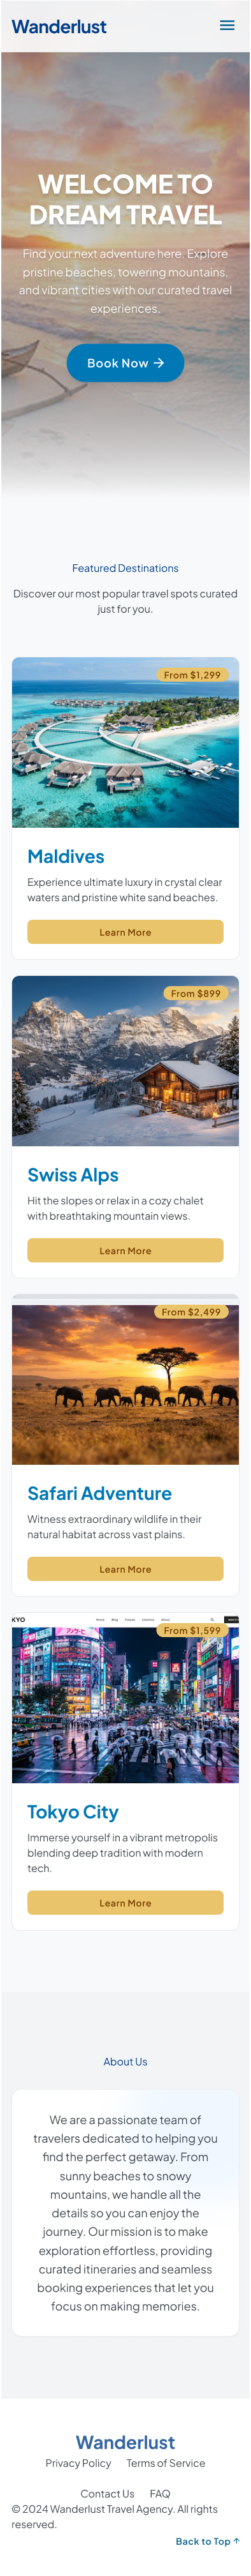 Wanderlust
WELCOME TO
DREAM TRAVEL
Find your next adventure here. Explore
pristine beaches, towering mountains,
and vibrant cities with our curated travel
experiences.
Book Now →
Featured Destinations
Discover our most popular travel spots curated
just for you.
From $1,299
Maldives
Experience ultimate luxury in crystal clear
waters and pristine white sand beaches.
Learn More
From $899
Swiss Alps
Hit the slopes or relax in a cozy chalet
with breathtaking mountain views.
Learn More
From $2,499
Safari Adventure
Witness extraordinary wildlife in their
natural habitat across vast plains.
Learn More
KYO
From $1,599
Tokyo City
Immerse yourself in a vibrant metropolis
blending deep tradition with modern
tech.
Learn More
About Us
We are a passionate team of
travelers dedicated to helping you
find the perfect getaway. From
sunny beaches to snowy
mountains, we handle all the
details so you can enjoy the
journey. Our mission is to make
exploration effortless, providing
curated itineraries and seamless
booking experiences that let you
focus on making memories.
Wanderlust
Privacy Policy Terms of Service
Contact Us FAQ
© 2024 Wanderlust Travel Agency. All rights
reserved.
Back to Top ↑